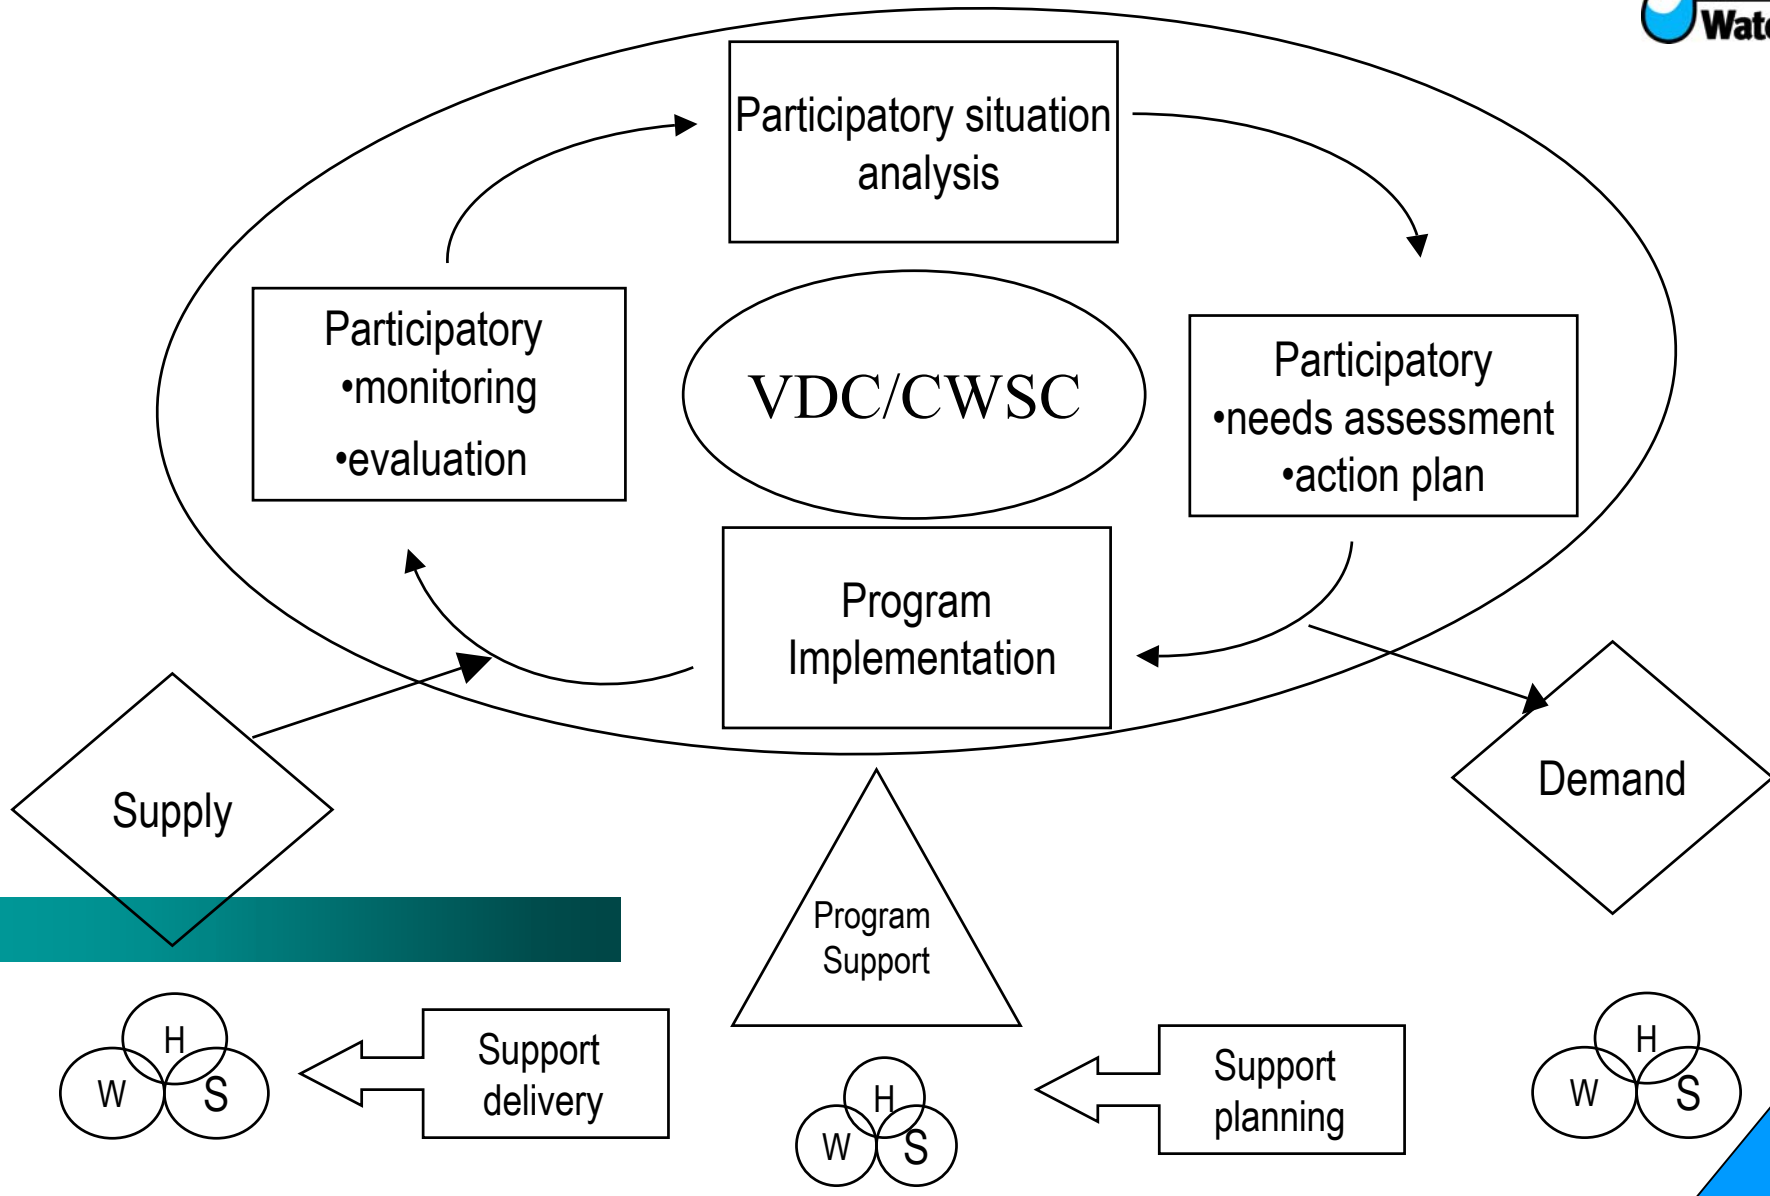 Participatory situation
analysis
Participatory
•monitoring
•evaluation
VDC/CWSC
Participatory
•needs assessment
•action plan
Program
Implementation
Supply
Demand
Program
Support
H
W
S
Support
delivery
H
W
S
Support
planning
H
W
S